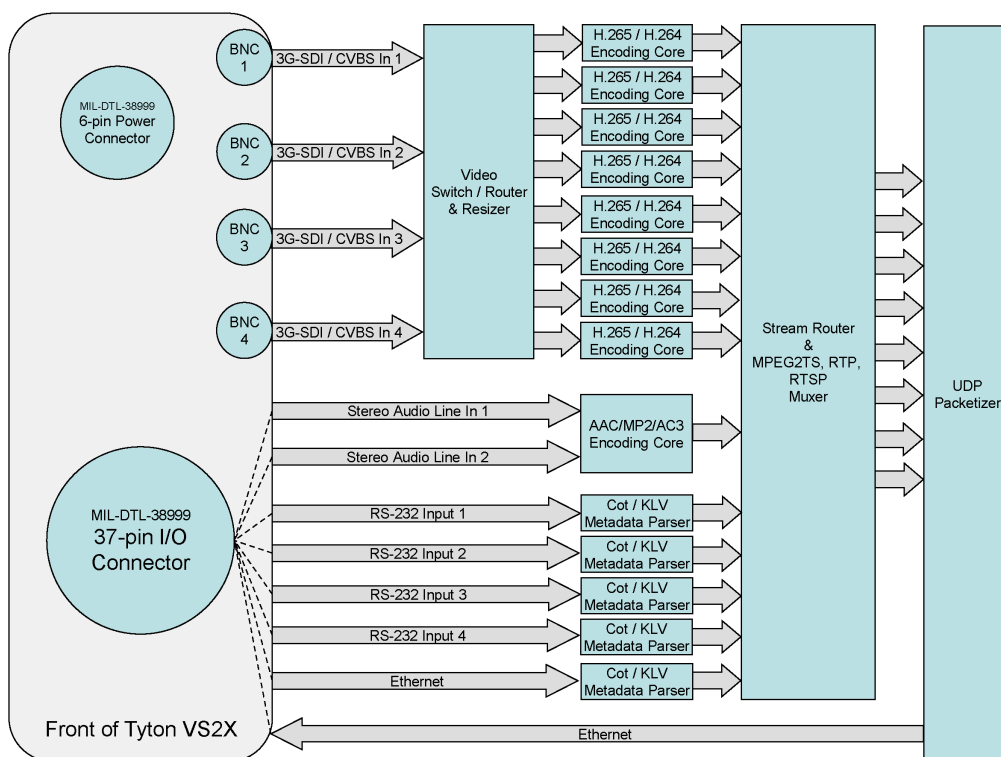 BNC
1
3G-SDI / CVBS In 1
MIL-DTL-38999
6-pin Power
Connector
BNC
2
3G-SDI / CVBS In 2
BNC
3
3G-SDI / CVBS In 3
BNC
4
3G-SDI / CVBS In 4
Video
Switch / Router
& Resizer
H.265 / H.264
Encoding Core
H.265 / H.264
Encoding Core
H.265 / H.264
Encoding Core
H.265 / H.264
Encoding Core
H.265 / H.264
Encoding Core
H.265 / H.264
Encoding Core
H.265 / H.264
Encoding Core
H.265 / H.264
Encoding Core
Stream Router
&
MPEG2TS, RTP,
RTSP
Muxer
UDP
Packetizer
Stereo Audio Line In 1
Stereo Audio Line In 2
AAC/MP2/AC3
Encoding Core
MIL-DTL-38999
37-pin I/O
Connector
RS-232 Input 1
Cot / KLV
Metadata Parser
RS-232 Input 2
Cot / KLV
Metadata Parser
RS-232 Input 3
Cot / KLV
Metadata Parser
RS-232 Input 4
Cot / KLV
Metadata Parser
Ethernet
Cot / KLV
Metadata Parser
Front of Tyton VS2X
Ethernet